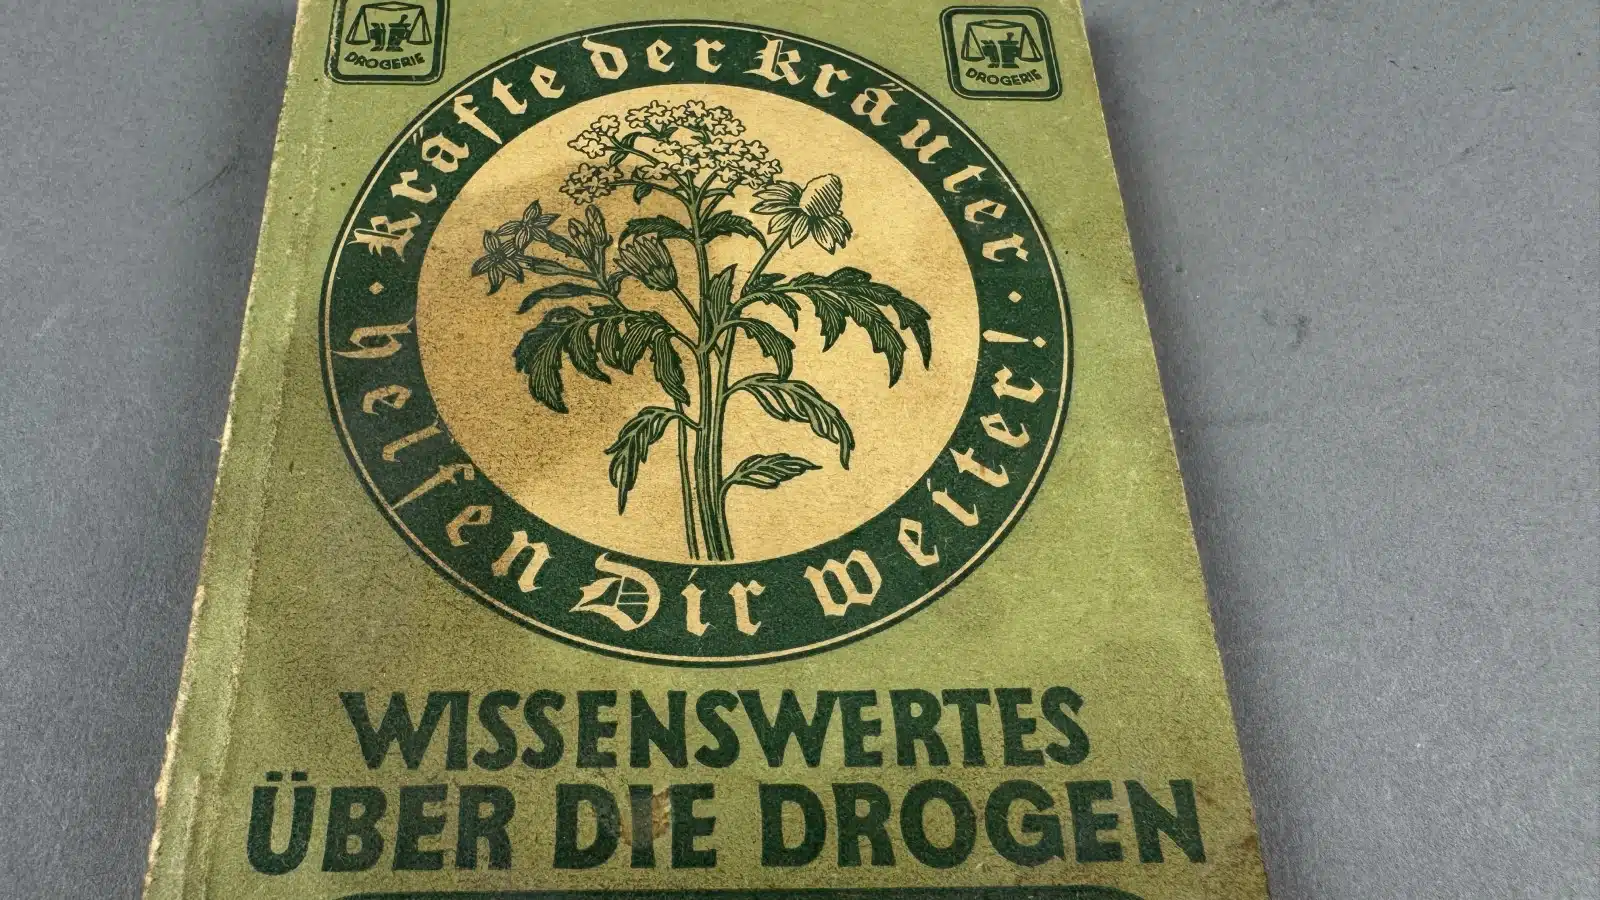 DROGERIE
DROGERIE
Kräfte der Kräuter · helfen Dir weiter! ·
WISSENSWERTES
ÜBER DIE DROGEN